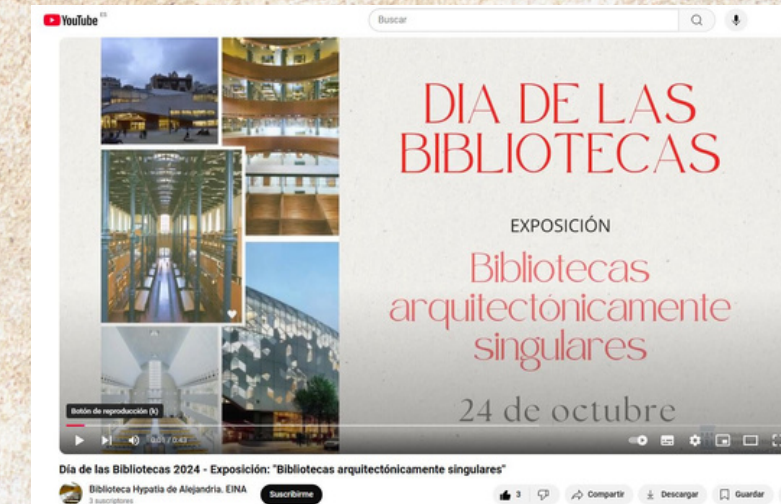 YouTube ES
Buscar
DIA DE LAS
BIBLIOTECAS
EXPOSICIÓN
Bibliotecas
arquitectónicamente
singulares
24 de octubre
Botón de reproducción (k)
0:01 / 0:43
Día de las Bibliotecas 2024 - Exposición: "Bibliotecas arquitectónicamente singulares"
Biblioteca Hypatia de Alejandria. EINA
3 suscriptores
Suscribirme
3
Compartir
Descargar
Guardar